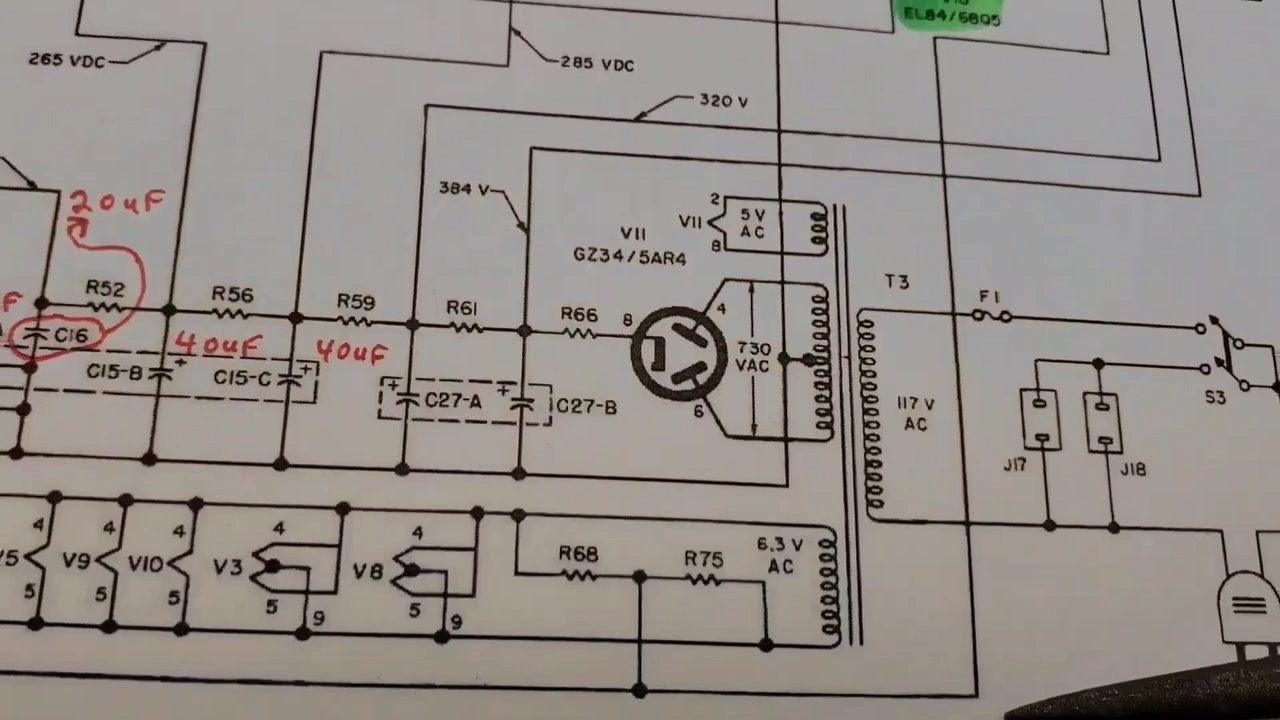 EL84/6BQ5
265 VDC
285 VDC
320 V
384 V
20uF
2
V11
5 V
AC
8
V11
GZ34/5AR4
T3
F1
R52
R56
R59
R61
R66
8
4
730
VAC
6
C16
40uF
40uF
+
+
+
+
C15-B
C15-C
C27-A
C27-B
117 V
AC
S3
J17
J18
4
4
4
4
4
V9
V10
V3
V8
5
5
5
5
5
9
9
R68
R75
6.3 V
AC